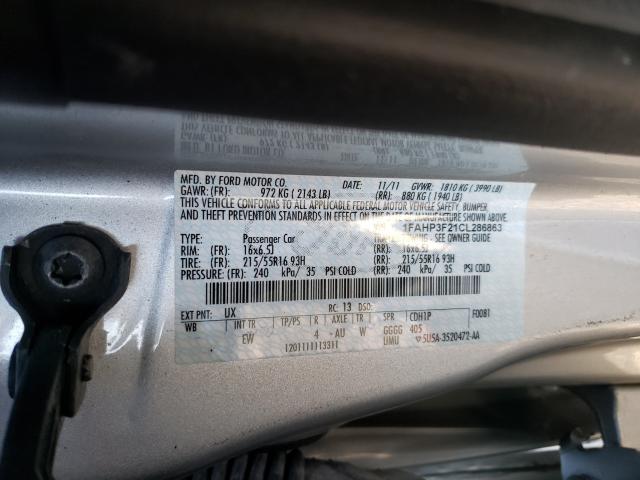 MFD. BY FORD MOTOR CO. DATE: 11/11 GVWR: 1810 KG ( 3990 LB)
GAWR: (FR): 972 KG ( 2143 LB) (RR): 880 KG ( 1940 LB)
THIS VEHICLE CONFORMS TO ALL APPLICABLE FEDERAL MOTOR VEHICLE SAFETY, BUMPER,
AND THEFT PREVENTION STANDARDS IN EFFECT ON THE DATE OF MANUFACTURE SHOWN ABOVE.
1FAHP3F21CL286863
TYPE: Passenger Car SEE OWNER GUIDE
RIM: (FR): 16x6.5J 16x6.5J
TIRE: (FR): 215/55R16 93H (RR): 215/55R16 93H
PRESSURE: (FR) 240 kPa/ 35 PSI COLD (RR): 240 kPa/ 35 PSI COLD
EXT PNT: UX RC: 13 DSO: F0081
WB INT TR TP/PS R AXLE TR SPR CDH1P
EW 4 AU W GGGG 405
1201111113311 UMU 5USA-3520472-AA